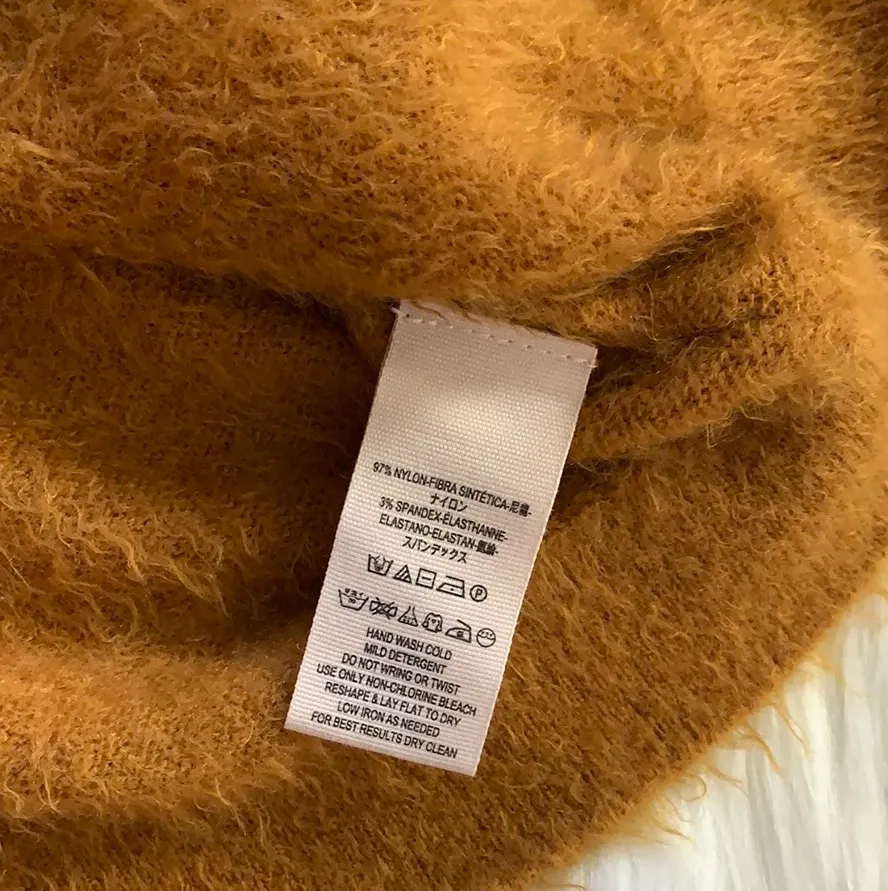 97% NYLON-FIBRA SINTÉTICA-尼龍-
ナイロン
3% SPANDEX-ÉLASTHANNE-
ELASTANO-ELASTAN-氨綸-
スパンデックス
P
HAND WASH COLD
MILD DETERGENT
DO NOT WRING OR TWIST
USE ONLY NON-CHLORINE BLEACH
RESHAPE & LAY FLAT TO DRY
LOW IRON AS NEEDED
FOR BEST RESULTS DRY CLEAN